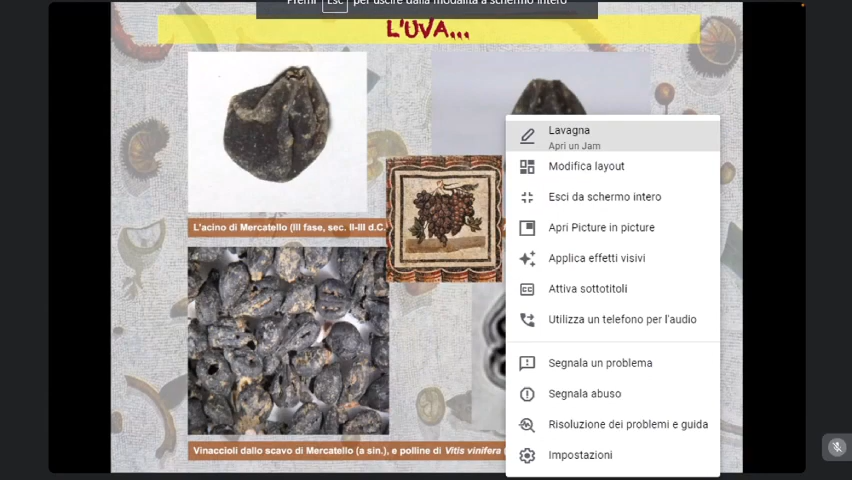 Premi Esc per uscire dalla modalità a schermo intero
L'UVA...
Lavagna
Apri un Jam
Modifica layout
Esci da schermo intero
L'acino di Mercatello (III fase, sec. II-III d.C.
Apri Picture in picture
Applica effetti visivi
Attiva sottotitoli
Utilizza un telefono per l'audio
Segnala un problema
Segnala abuso
Risoluzione dei problemi e guida
Vinaccioli dallo scavo di Mercatello (a sin.), e polline di Vitis vinifera (
Impostazioni